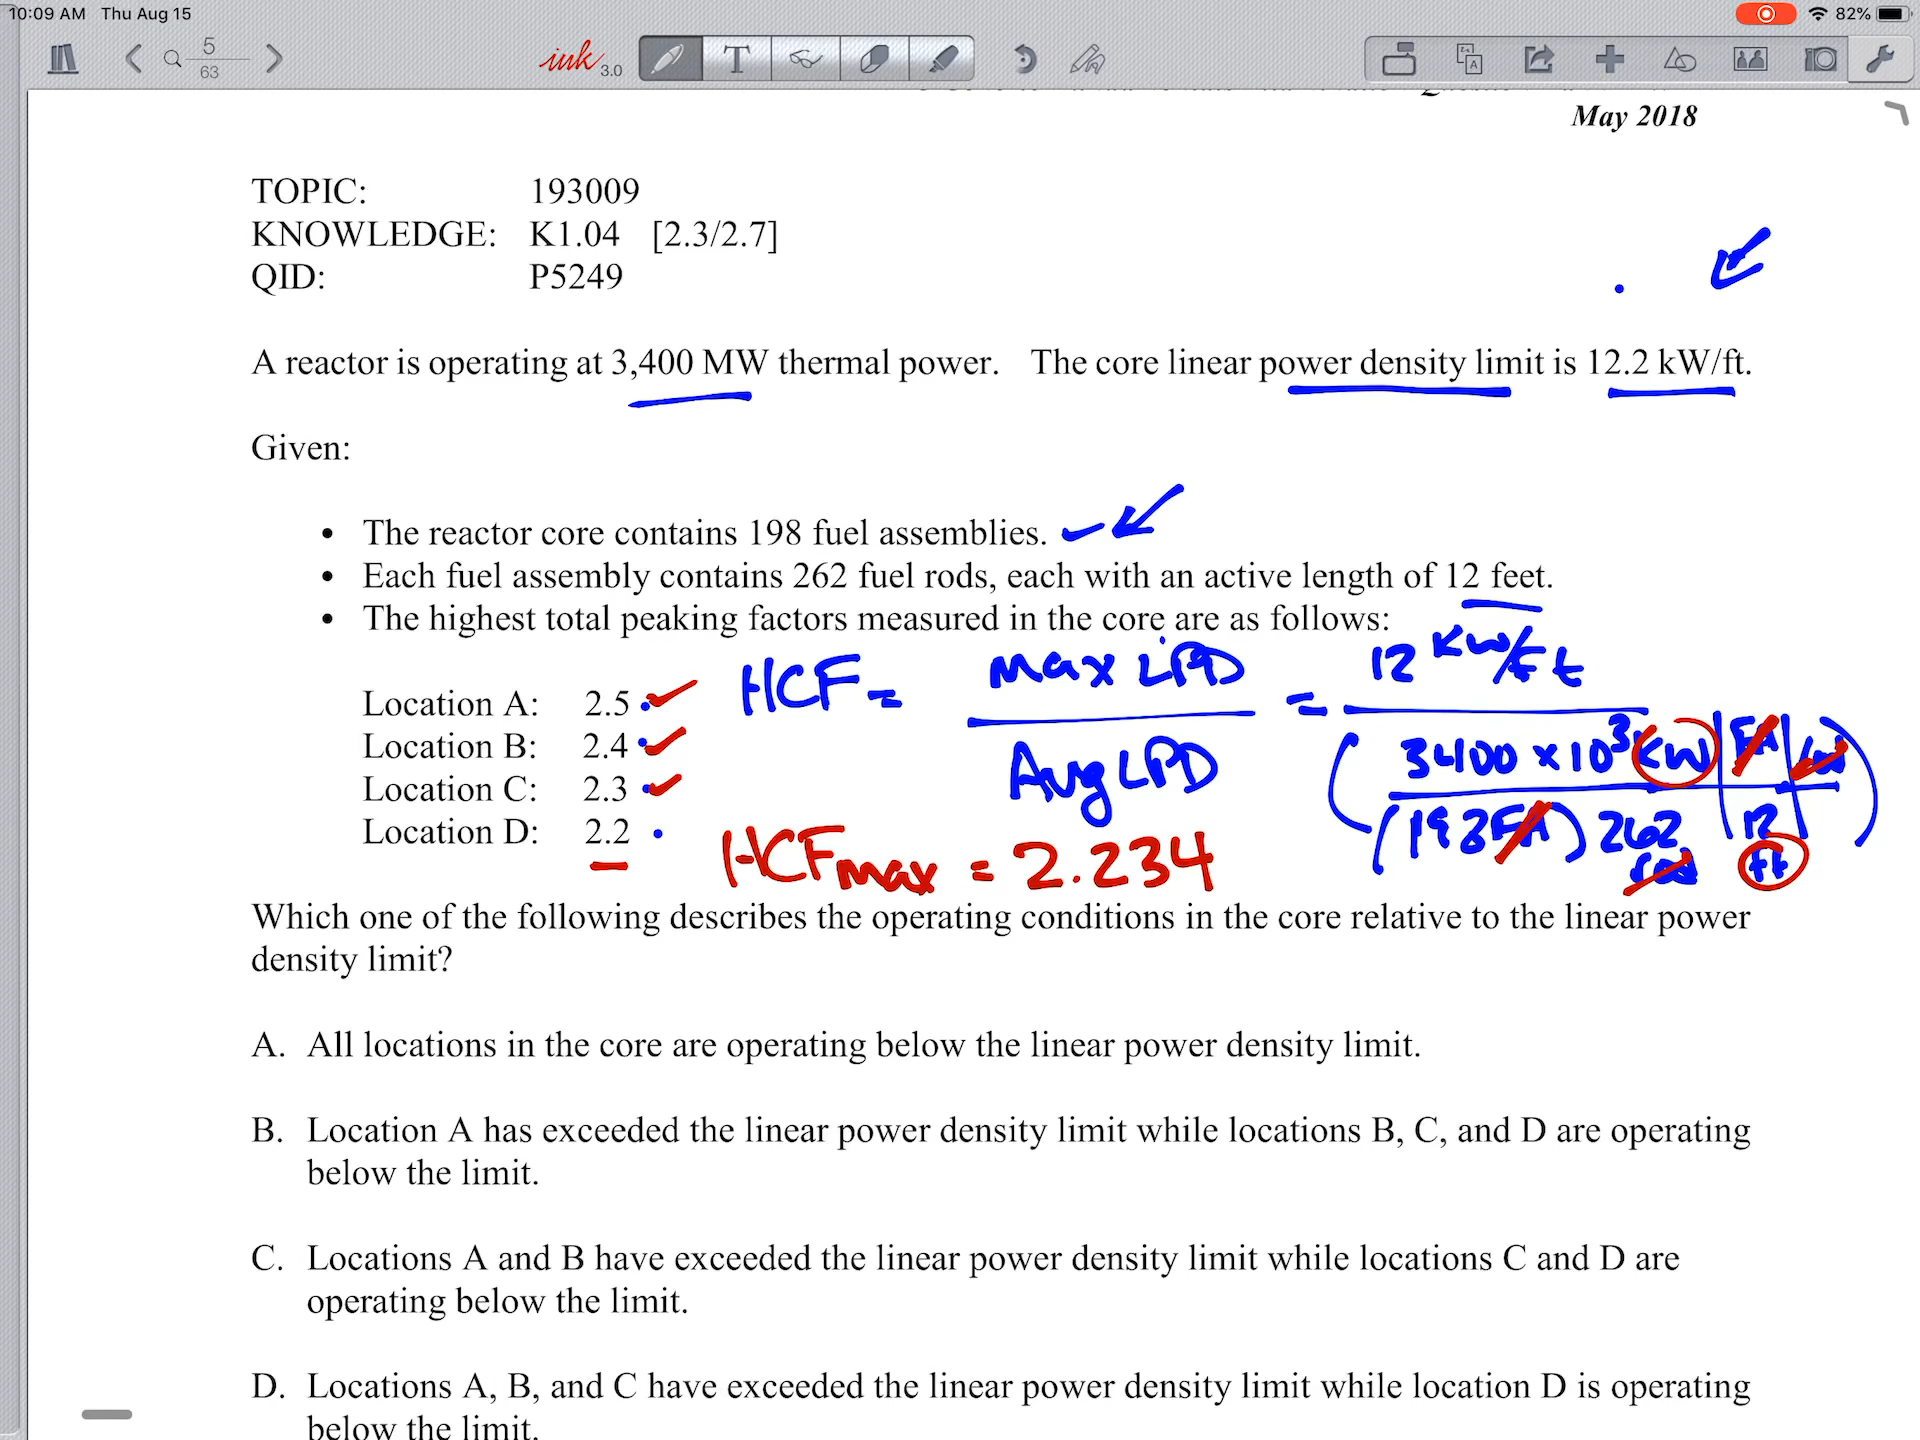 10:09 AM Thu Aug 15
82%
5
63
ink 3.0
T
May 2018
TOPIC: 193009
KNOWLEDGE: K1.04 [2.3/2.7]
QID: P5249
A reactor is operating at 3,400 MW thermal power. The core linear power density limit is 12.2 kW/ft.
Given:
• The reactor core contains 198 fuel assemblies.
• Each fuel assembly contains 262 fuel rods, each with an active length of 12 feet.
• The highest total peaking factors measured in the core are as follows:
Location A: 2.5
Location B: 2.4
Location C: 2.3
Location D: 2.2
HCF = Max LPD / Avg LPD = 12 KW/ft
(3400 x 10³ KW | FA | rod
(198 FA) 262 rod | 12 ft)
HCFmax = 2.234
Which one of the following describes the operating conditions in the core relative to the linear power
density limit?
A. All locations in the core are operating below the linear power density limit.
B. Location A has exceeded the linear power density limit while locations B, C, and D are operating
below the limit.
C. Locations A and B have exceeded the linear power density limit while locations C and D are
operating below the limit.
D. Locations A, B, and C have exceeded the linear power density limit while location D is operating
below the limit.